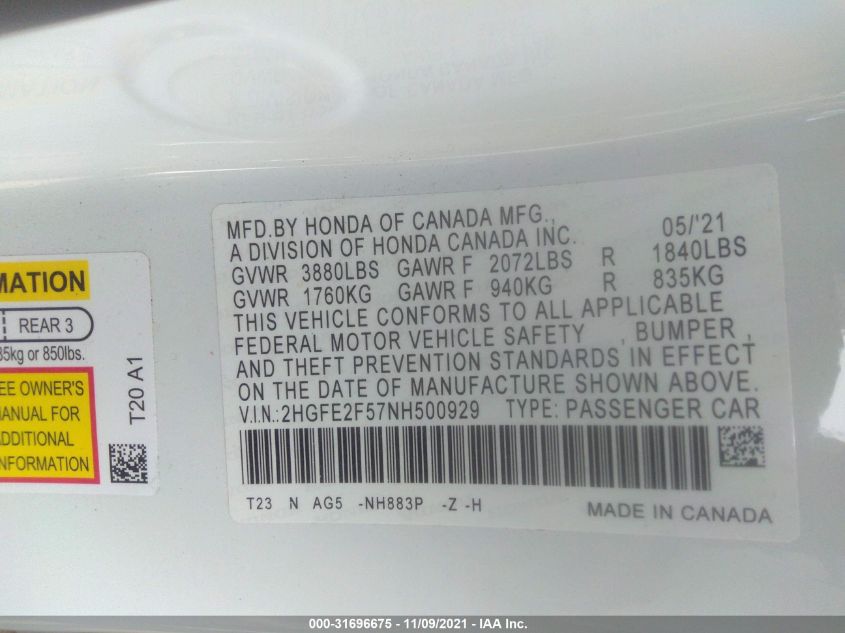 MFD.BY HONDA OF CANADA MFG., 05/'21
A DIVISION OF HONDA CANADA INC.
GVWR 3880LBS GAWR F 2072LBS R 1840LBS
GVWR 1760KG GAWR F 940KG R 835KG
THIS VEHICLE CONFORMS TO ALL APPLICABLE
FEDERAL MOTOR VEHICLE SAFETY , BUMPER ,
AND THEFT PREVENTION STANDARDS IN EFFECT
ON THE DATE OF MANUFACTURE SHOWN ABOVE.
V.I.N.:2HGFE2F57NH500929 TYPE: PASSENGER CAR
T23 N AG5 -NH883P -Z -H
MADE IN CANADA
MATION
REAR 3
85kg or 850lbs.
EE OWNER'S
MANUAL FOR
ADDITIONAL
NFORMATION
T20 A1
000-31696675 - 11/09/2021 - IAA Inc.